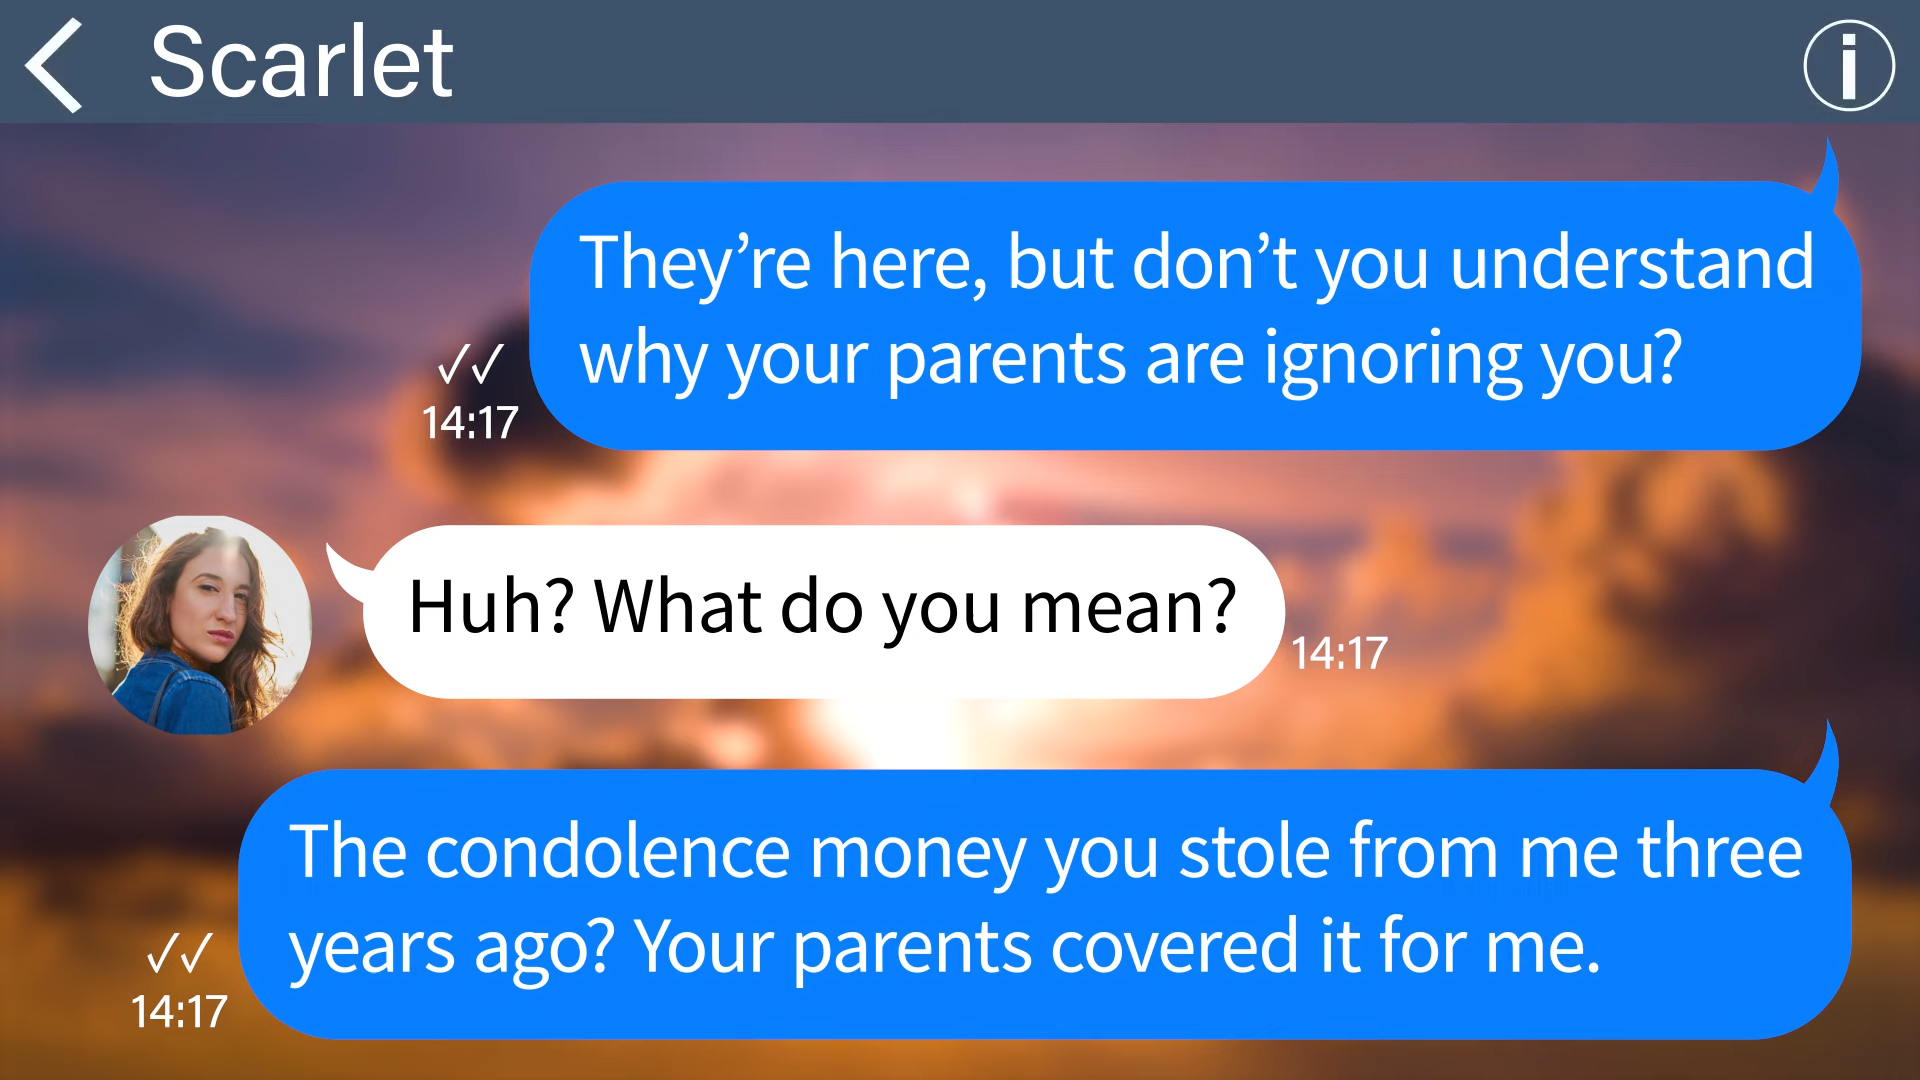 Scarlet
They’re here, but don’t you understand
why your parents are ignoring you?
✓✓
14:17
Huh? What do you mean?
14:17
The condolence money you stole from me three
years ago? Your parents covered it for me.
✓✓
14:17